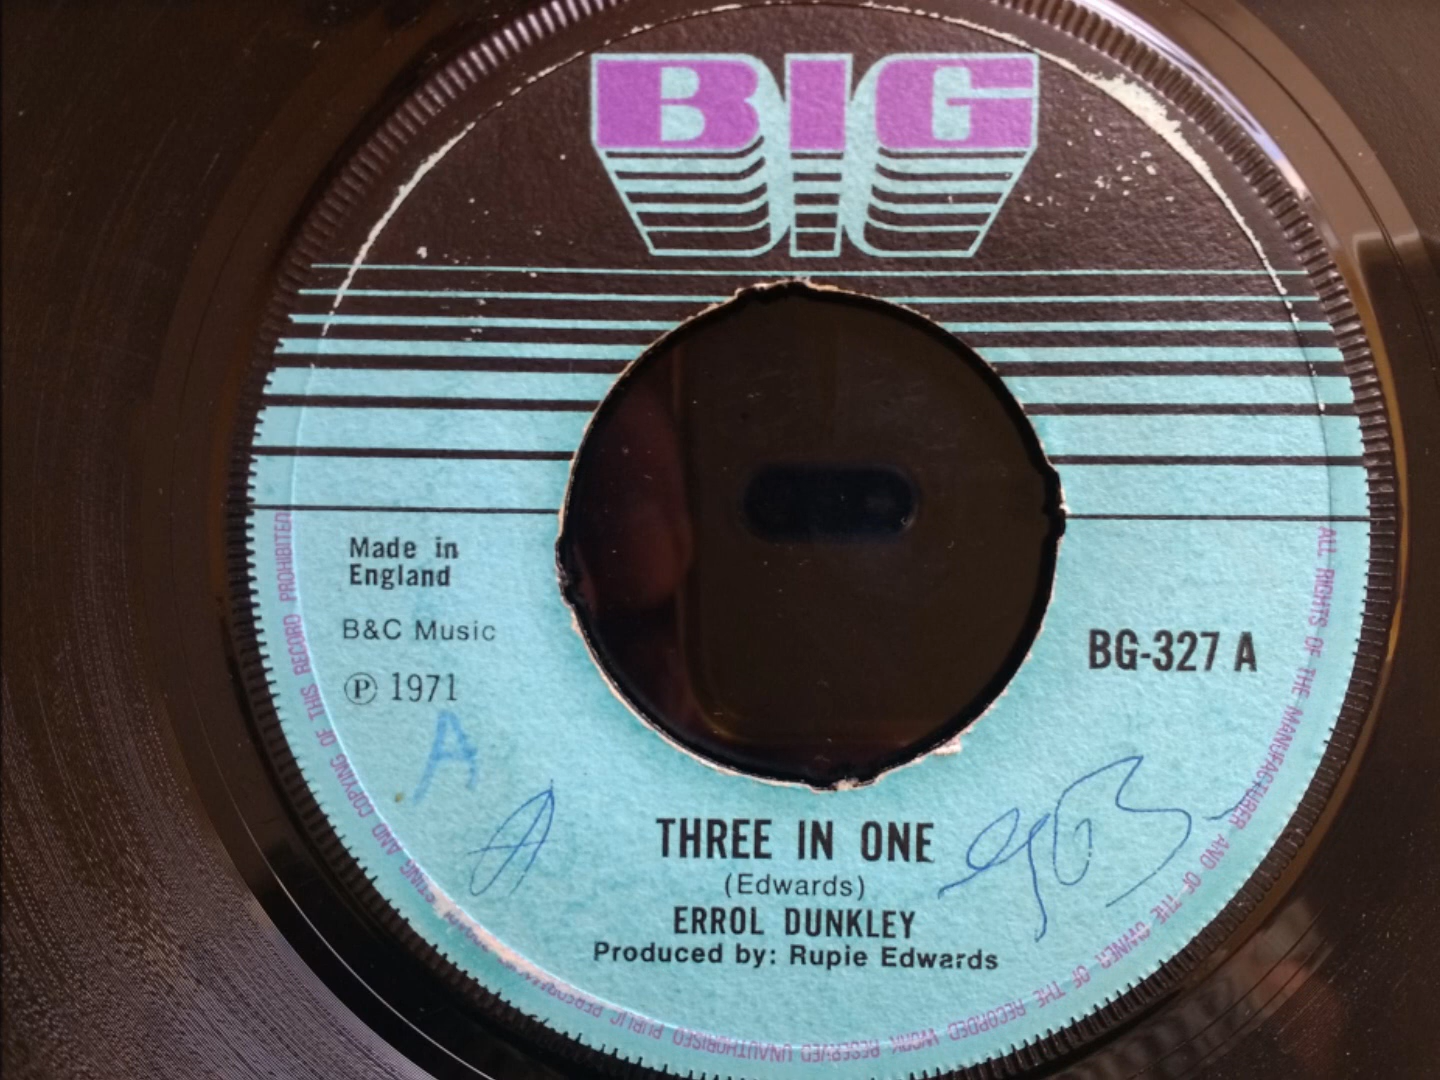 BIG
Made in
England
B&C Music
℗ 1971
BG-327 A
A
A
THREE IN ONE
(Edwards)
ERROL DUNKLEY
Produced by: Rupie Edwards
ALL RIGHTS OF THE MANUFACTURER AND OF THE OWNER OF THE RECORDED WORK RESERVED UNAUTHORISED PUBLIC PERFORMANCE AND COPYING OF THIS RECORD PROHIBITED